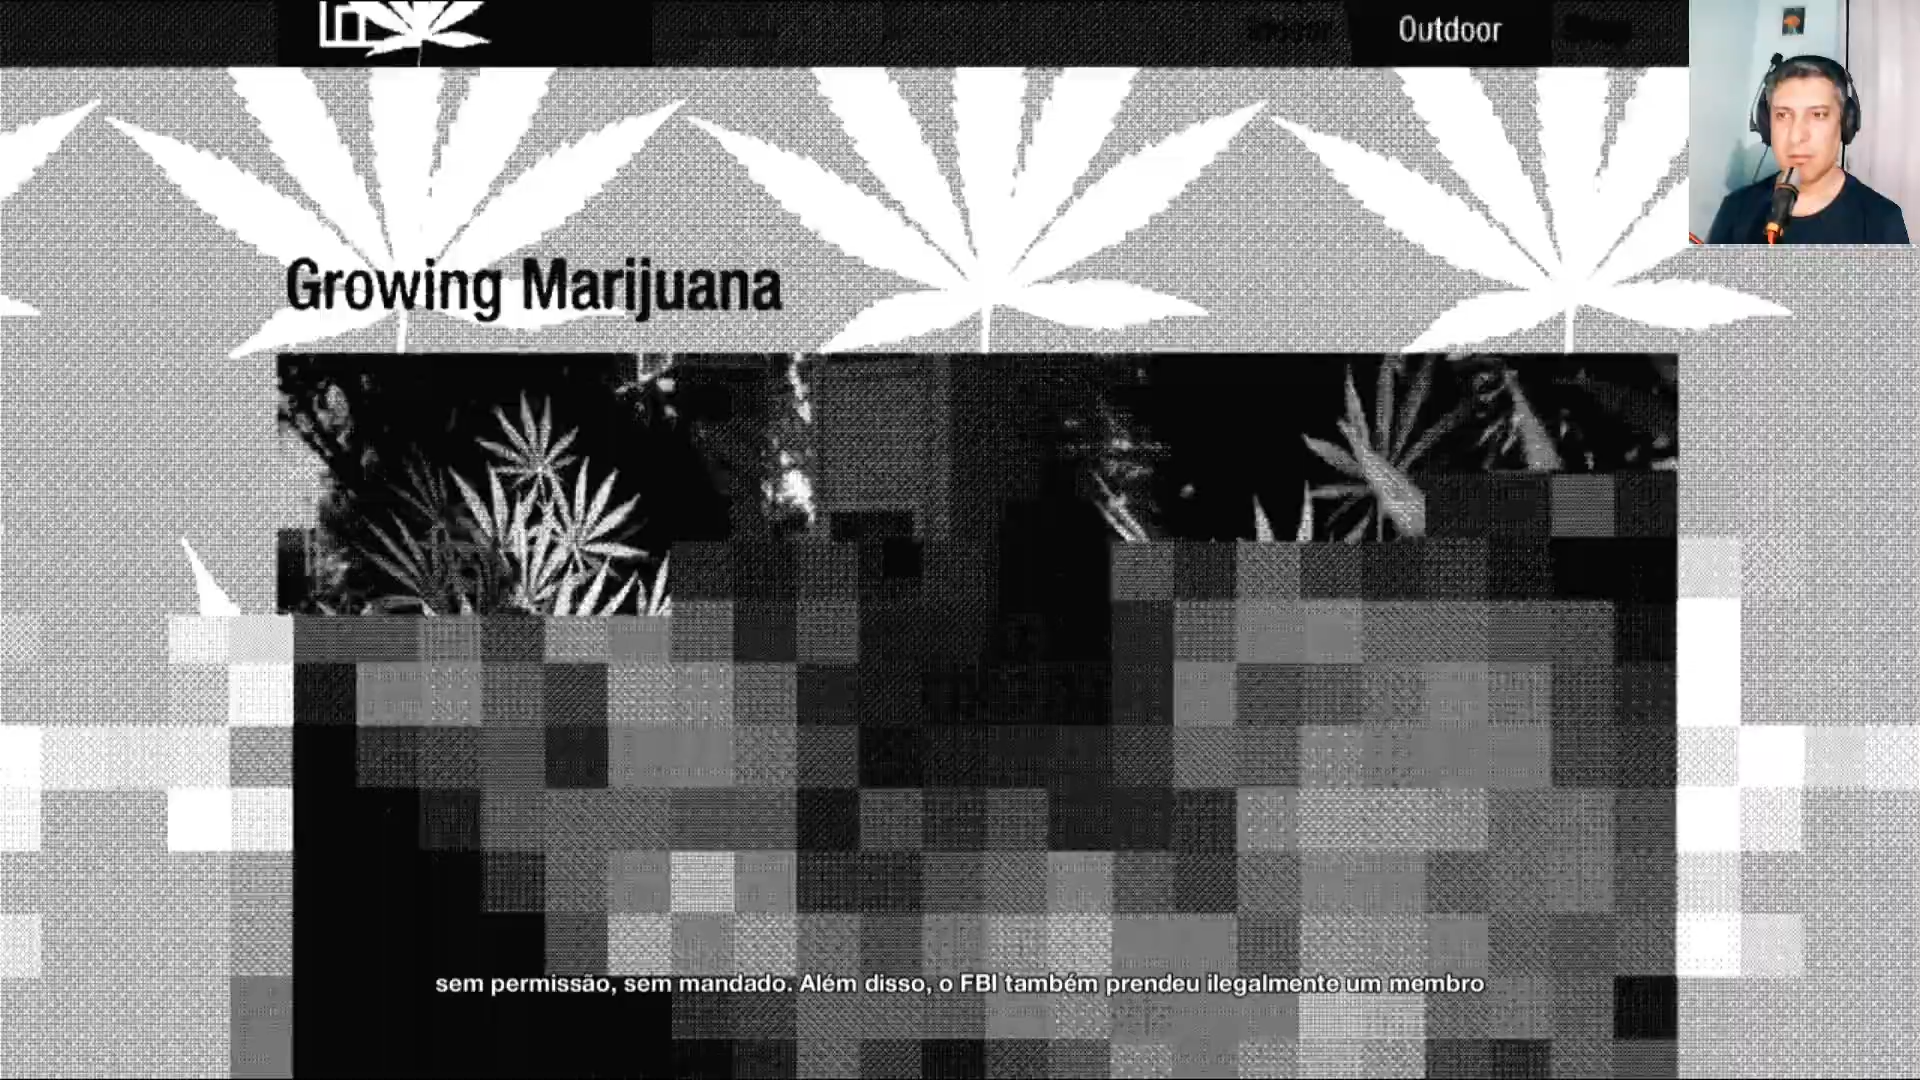 Outdoor
Growing Marijuana
sem permissão, sem mandado. Além disso, o FBI também prendeu ilegalmente um membro